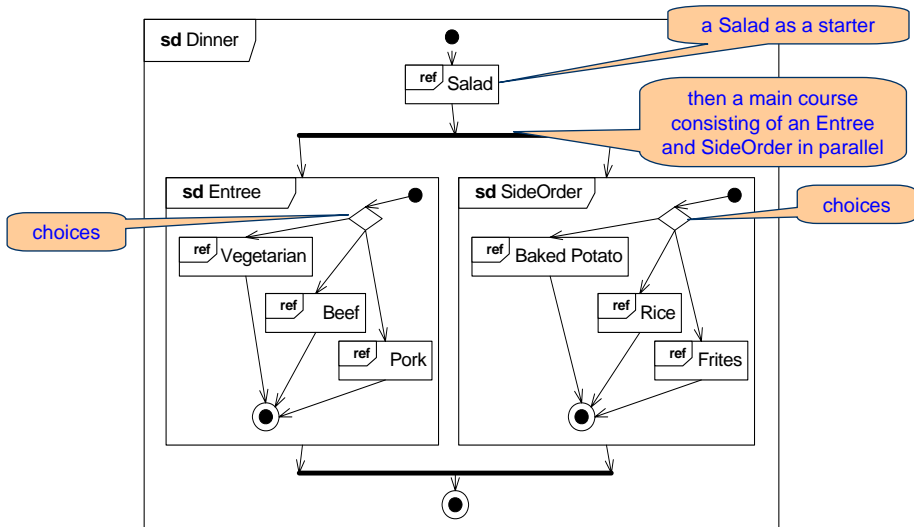 sd Dinner
a Salad as a starter
ref Salad
then a main course
consisting of an Entree
and SideOrder in parallel
sd Entree
sd SideOrder
choices
choices
ref Vegetarian
ref Baked Potato
ref Beef
ref Rice
ref Pork
ref Frites